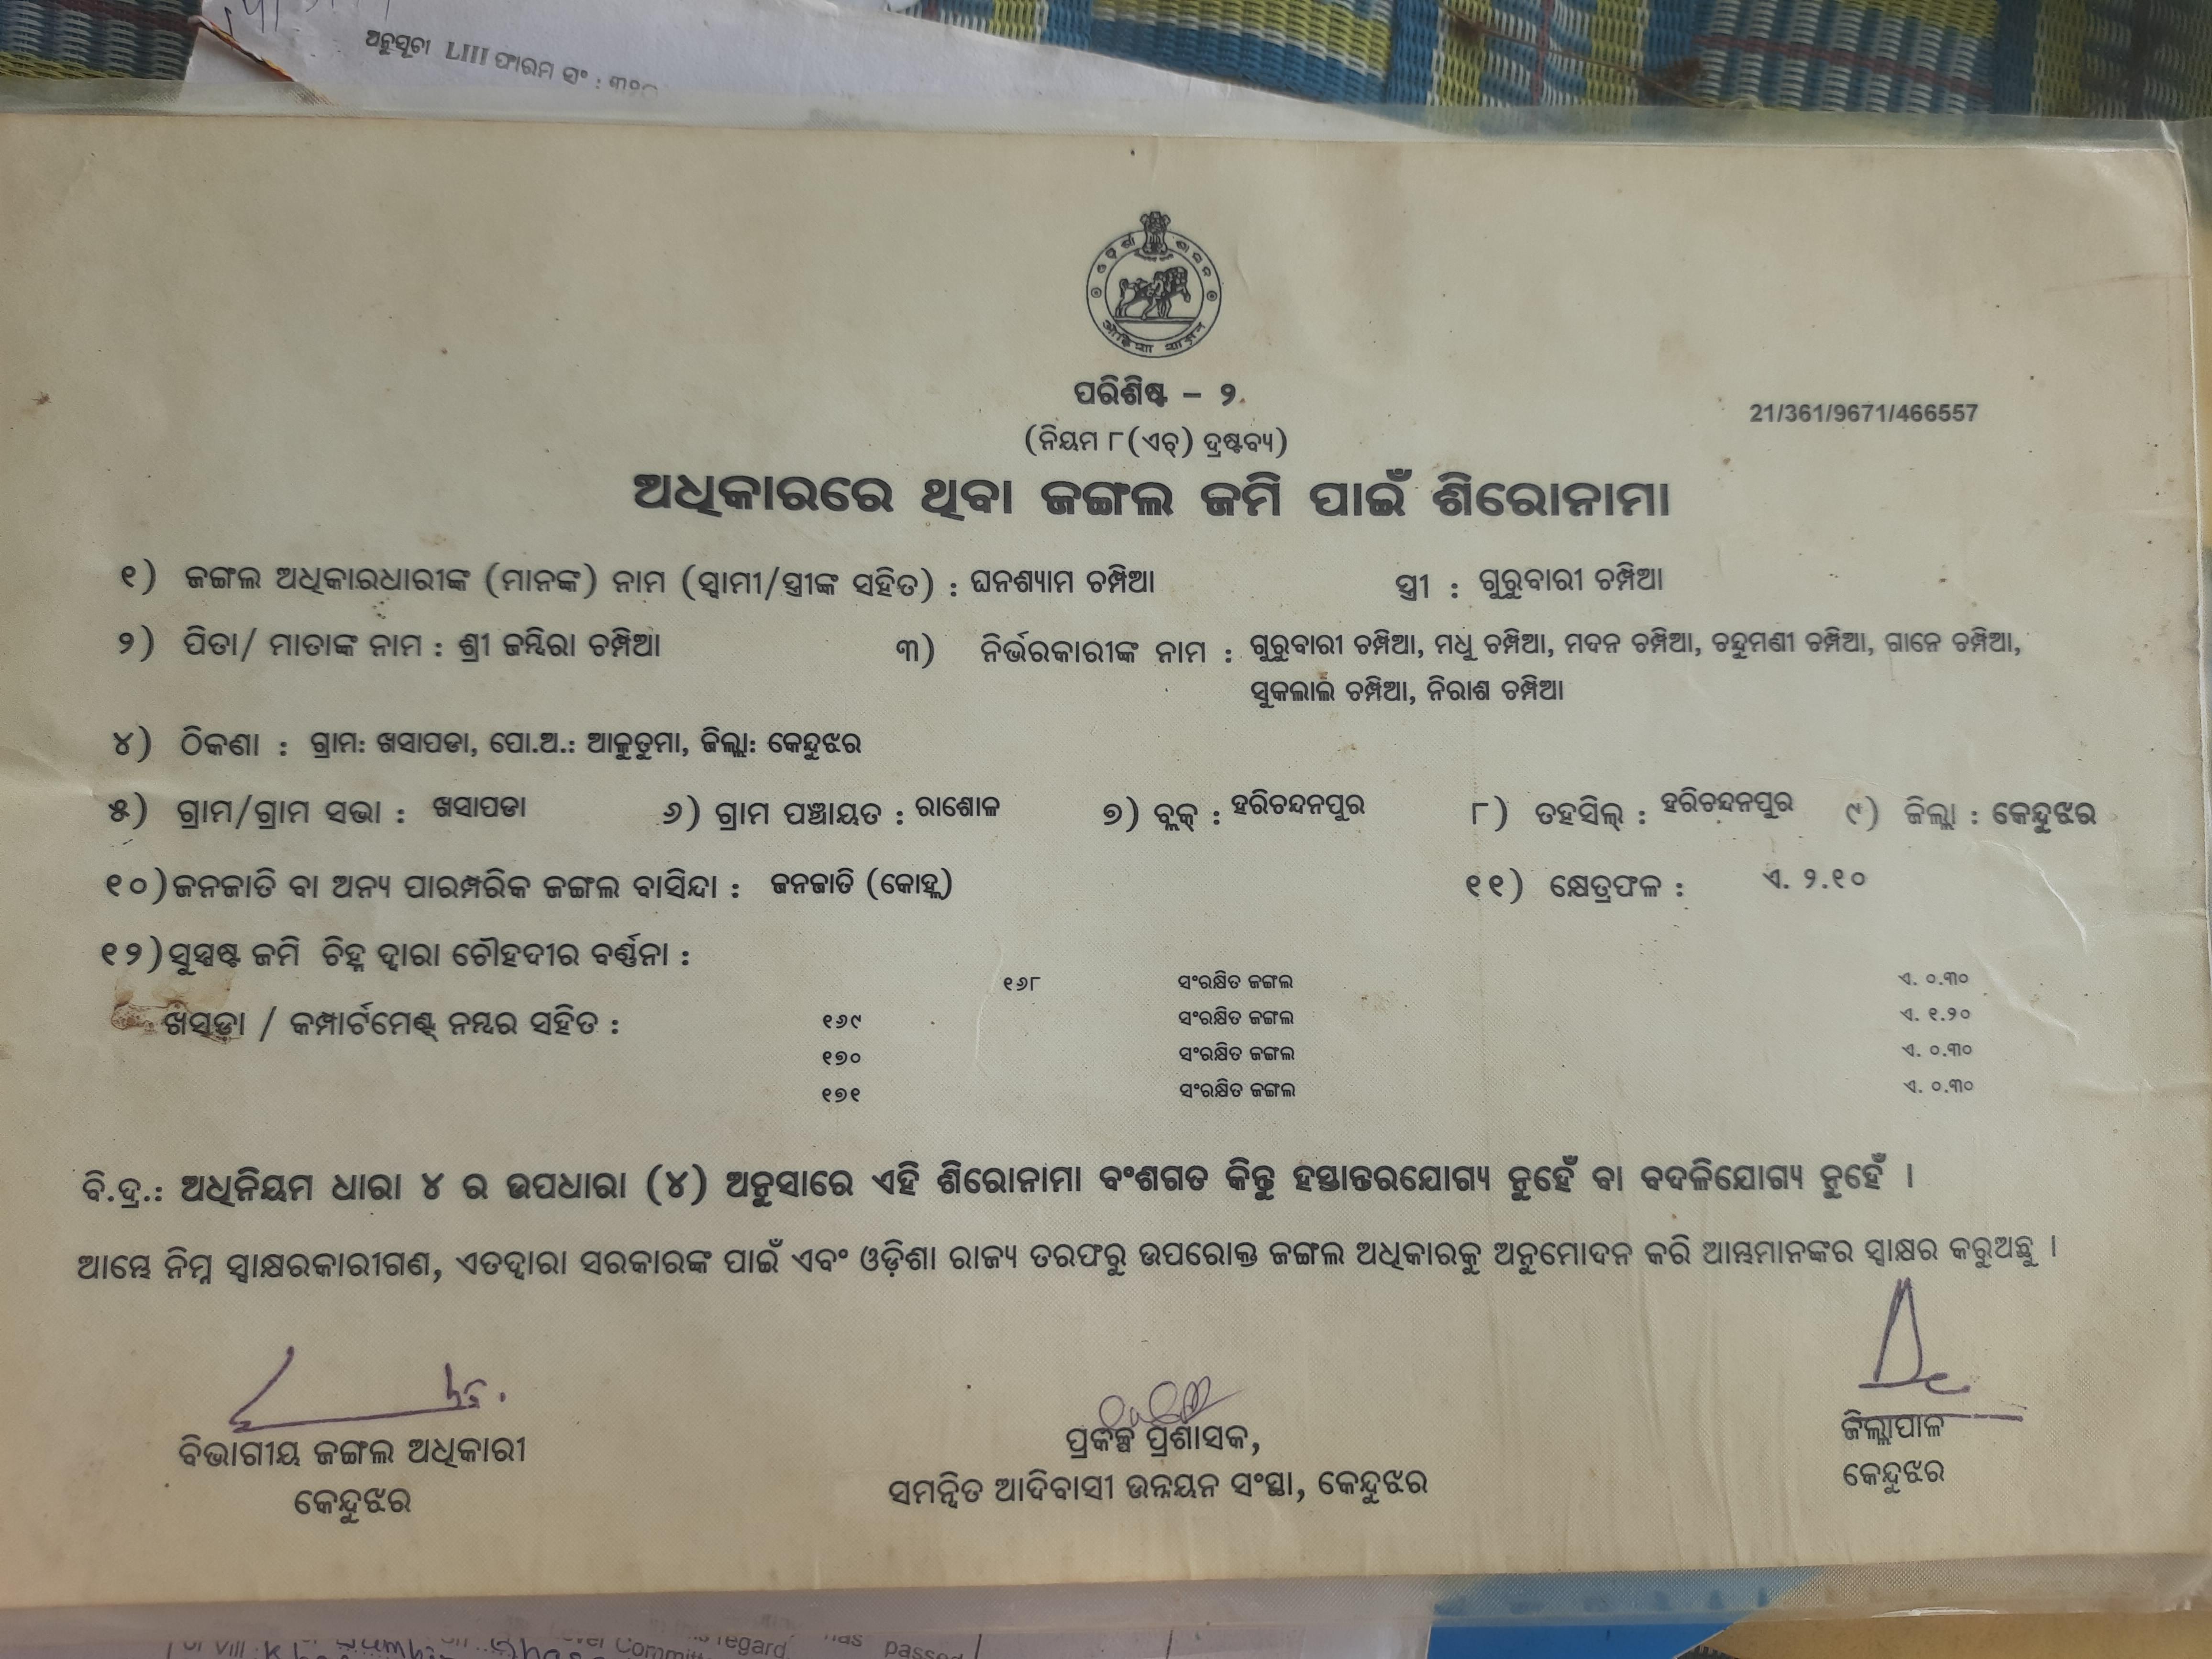 ଅନୁସୂଚୀ LIII ଫାରମ ସଂ :
ଓଡ଼ିଶା ଶାସନ
ओड़िशा शासन
ପରିଶିଷ୍ଟ – ୨
21/361/9671/466557
(ନିୟମ ୮(ଏଚ୍) ଦ୍ରଷ୍ଟବ୍ୟ)
ଅଧିକାରରେ ଥିବା ଜଙ୍ଗଲ ଜମି ପାଇଁ ଶିରୋନାମା
୧) ଜଙ୍ଗଲ ଅଧିକାରଧାରୀଙ୍କ (ମାନଙ୍କ) ନାମ (ସ୍ୱାମୀ/ସ୍ତ୍ରୀଙ୍କ ସହିତ) : ଘନଶ୍ୟାମ ଚମ୍ପିଆ ସ୍ତ୍ରୀ : ଗୁରୁବାରୀ ଚମ୍ପିଆ
୨) ପିତା/ ମାତାଙ୍କ ନାମ : ଶ୍ରୀ ଜମ୍ଭିରା ଚମ୍ପିଆ ୩) ନିର୍ଭରକାରୀଙ୍କ ନାମ : ଗୁରୁବାରୀ ଚମ୍ପିଆ, ମଧୁ ଚମ୍ପିଆ, ମଦନ ଚମ୍ପିଆ, ଚନ୍ଦ୍ରୁମଣୀ ଚମ୍ପିଆ, ଗାନେ ଚମ୍ପିଆ,
ସୁକଲାଲ ଚମ୍ପିଆ, ନିରାଶ ଚମ୍ପିଆ
୪) ଠିକଣା : ଗ୍ରାମ: ଖସାପଡା, ପୋ.ଅ.: ଆଳୁଡୁମା, ଜିଲ୍ଲା: କେନ୍ଦୁଝର
୫) ଗ୍ରାମ/ଗ୍ରାମ ସଭା : ଖସାପଡା ୬) ଗ୍ରାମ ପଞ୍ଚାୟତ : ରାଶୋଳ ୭) ବ୍ଲକ୍ : ହରିଚନ୍ଦନପୁର ୮) ତହସିଲ୍ : ହରିଚନ୍ଦନପୁର ୯) ଜିଲ୍ଲା : କେନ୍ଦୁଝର
୧୦) ଜନଜାତି ବା ଅନ୍ୟ ପାରମ୍ପରିକ ଜଙ୍ଗଲ ବାସିନ୍ଦା : ଜନଜାତି (କୋହ୍ଲ) ୧୧) କ୍ଷେତ୍ରଫଳ : ଏ. ୨.୧୦
୧୨) ସୁସ୍ପଷ୍ଟ ଜମି ଚିହ୍ନ ଦ୍ୱାରା ଚୌହଦୀର ବର୍ଣ୍ଣନା :
୧୬୮ ସଂରକ୍ଷିତ ଜଙ୍ଗଲ ଏ. ୦.୩୦
ଖସଡ଼ା / କମ୍ପାର୍ଟମେଣ୍ଟ ନମ୍ବର ସହିତ : ୧୬୯ ସଂରକ୍ଷିତ ଜଙ୍ଗଲ ଏ. ୧.୨୦
୧୭୦ ସଂରକ୍ଷିତ ଜଙ୍ଗଲ ଏ. ୦.୩୦
୧୭୧ ସଂରକ୍ଷିତ ଜଙ୍ଗଲ ଏ. ୦.୩୦
ବି.ଦ୍ର.: ଅଧିନିୟମ ଧାରା ୪ ର ଉପଧାରା (୪) ଅନୁସାରେ ଏହି ଶିରୋନାମା ବଂଶଗତ କିନ୍ତୁ ହସ୍ତାନ୍ତରଯୋଗ୍ୟ ନୁହେଁ ବା ବଦଳିଯୋଗ୍ୟ ନୁହେଁ ।
ଆମ୍ଭେ ନିମ୍ନ ସ୍ୱାକ୍ଷରକାରୀଗଣ, ଏତଦ୍ୱାରା ସରକାରଙ୍କ ପାଇଁ ଏବଂ ଓଡ଼ିଶା ରାଜ୍ୟ ତରଫରୁ ଉପରୋକ୍ତ ଜଙ୍ଗଲ ଅଧିକାରକୁ ଅନୁମୋଦନ କରି ଆମ୍ଭମାନଙ୍କର ସ୍ୱାକ୍ଷର କରୁଅଛୁ ।
ବିଭାଗୀୟ ଜଙ୍ଗଲ ଅଧିକାରୀ ପ୍ରକଳ୍ପ ପ୍ରଶାସକ, ଜିଲ୍ଲାପାଳ
କେନ୍ଦୁଝର ସମନ୍ୱିତ ଆଦିବାସୀ ଉନ୍ନୟନ ସଂସ୍ଥା, କେନ୍ଦୁଝର କେନ୍ଦୁଝର
Committ regard has passed